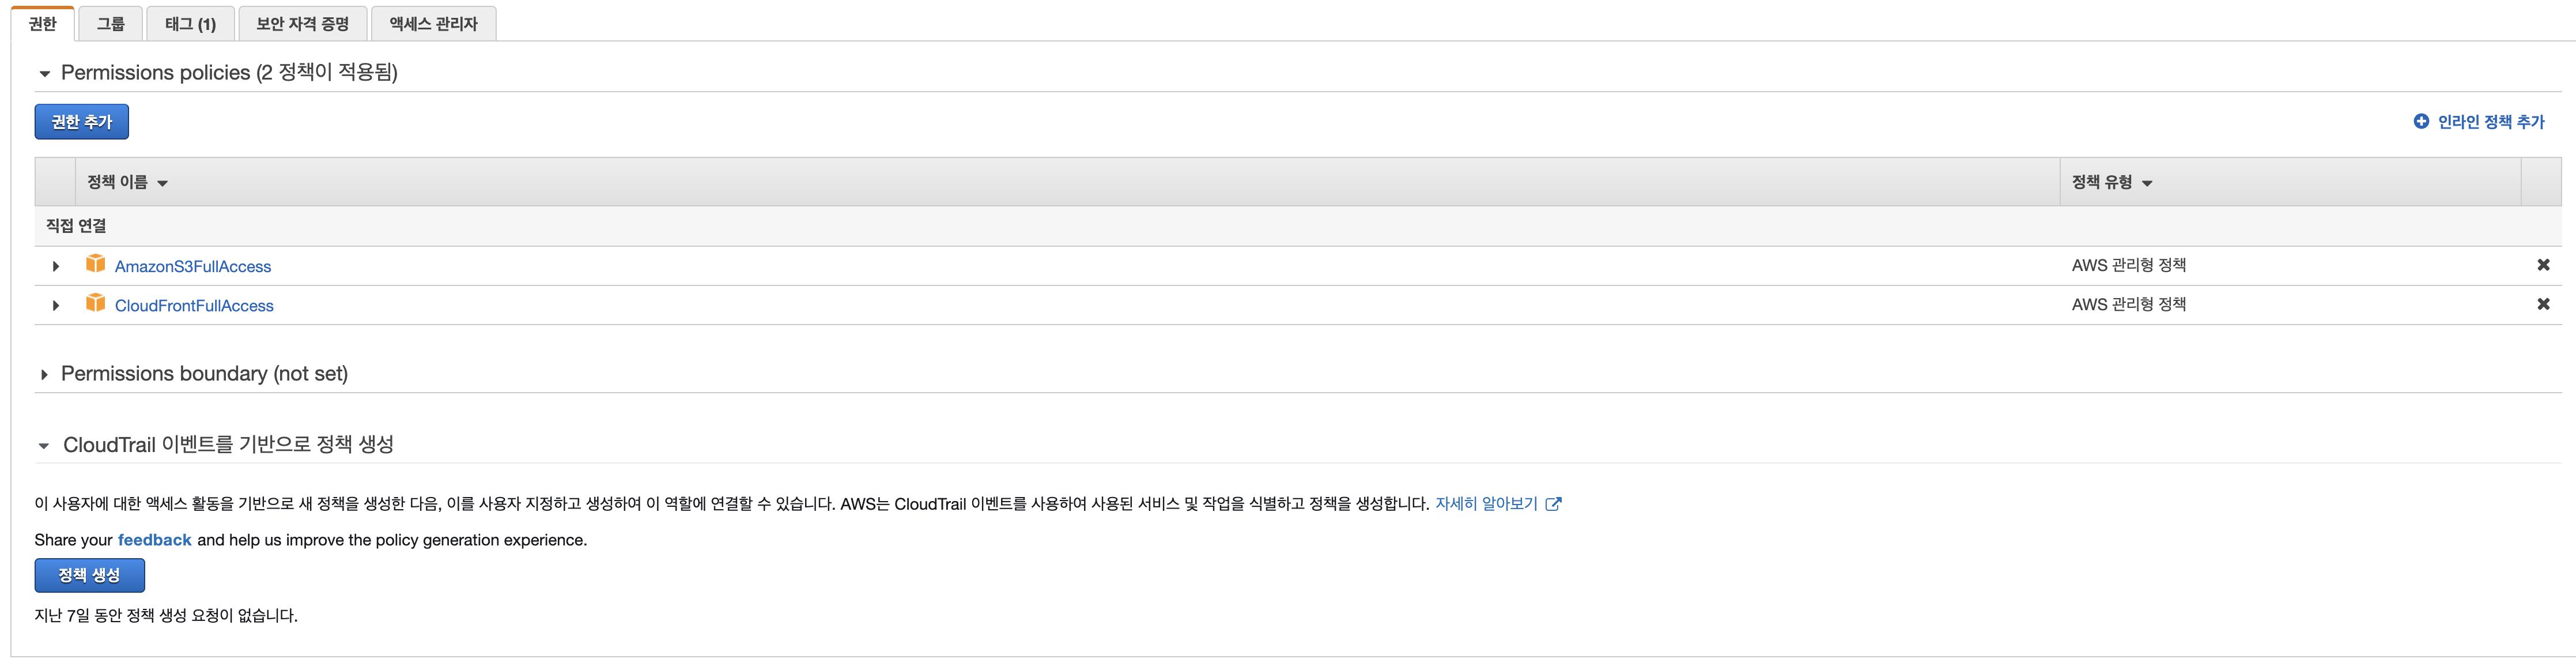 권한 그룹 태그 (1) 보안 자격 증명 액세스 관리자
Permissions policies (2 정책이 적용됨)
권한 추가 인라인 정책 추가
정책 이름 정책 유형
직접 연결
AmazonS3FullAccess AWS 관리형 정책
CloudFrontFullAccess AWS 관리형 정책
Permissions boundary (not set)
CloudTrail 이벤트를 기반으로 정책 생성
이 사용자에 대한 액세스 활동을 기반으로 새 정책을 생성한 다음, 이를 사용자 지정하고 생성하여 이 역할에 연결할 수 있습니다. AWS는 CloudTrail 이벤트를 사용하여 사용된 서비스 및 작업을 식별하고 정책을 생성합니다. 자세히 알아보기
Share your feedback and help us improve the policy generation experience.
정책 생성
지난 7일 동안 정책 생성 요청이 없습니다.